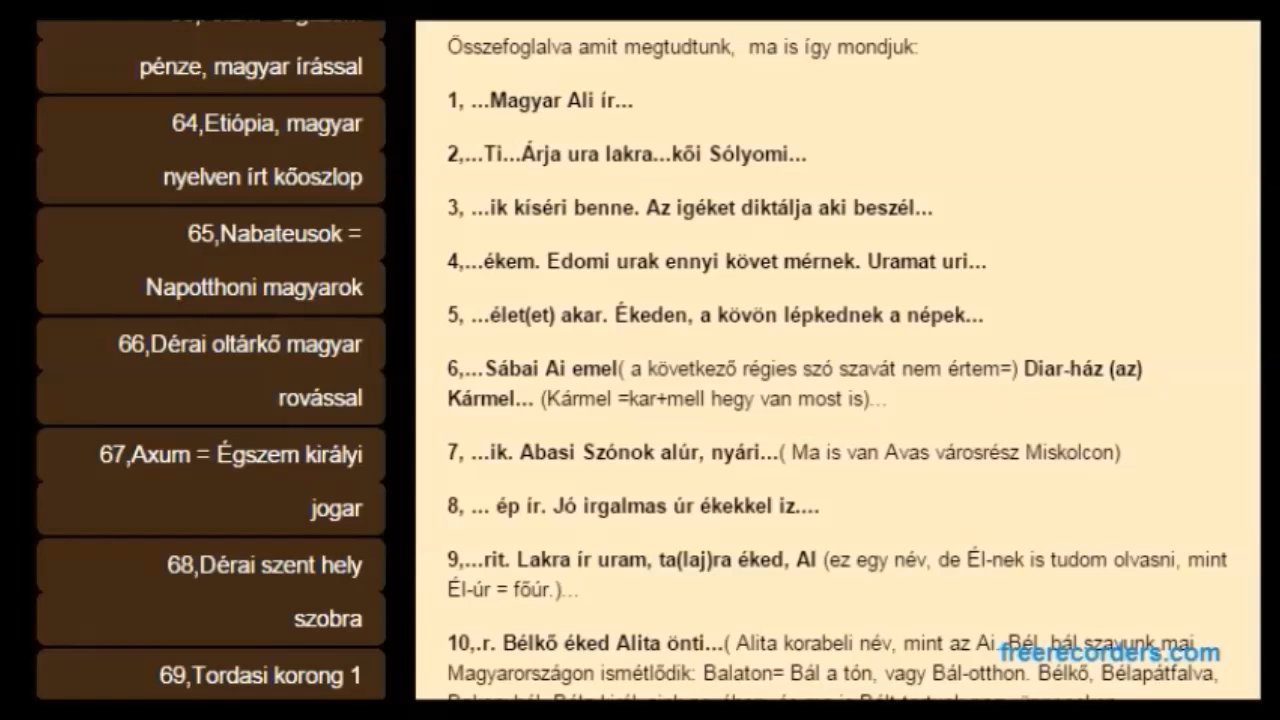 pénze, magyar írással
64,Etiópia, magyar
nyelven írt kőoszlop
65,Nabateusok =
Napotthoni magyarok
66,Dérai oltárkő magyar
rovással
67,Axum = Égszem királyi
jogar
68,Dérai szent hely
szobra
69,Tordasi korong 1
Összefoglalva amit megtudtunk, ma is így mondjuk:
1, ...Magyar Ali ír...
2,...Ti...Árja ura lakra...kői Sólyomi...
3, ...ik kíséri benne. Az igéket diktálja aki beszél...
4,...ékem. Edomi urak ennyi követ mérnek. Uramat uri...
5, ...élet(et) akar. Ékeden, a kövön lépkednek a népek...
6,...Sábai Ai emel( a következő régies szó szavát nem értem=) Diar-ház (az)
Kármel... (Kármel =kar+mell hegy van most is)...
7, ...ik. Abasi Szónok alúr, nyári...( Ma is van Avas városrész Miskolcon)
8, ... ép ír. Jó irgalmas úr ékekkel iz....
9,...rit. Lakra ír uram, ta(laj)ra éked, Al (ez egy név, de Él-nek is tudom olvasni, mint
Él-úr = főúr.)...
10,.r. Bélkő éked Alita önti...( Alita korabeli név, mint az Ai. Bél, bál szavunk mai
Magyarországon ismétlődik: Balaton= Bál a tón, vagy Bál-otthon. Bélkő, Bélapátfalva,
freerecorders.com